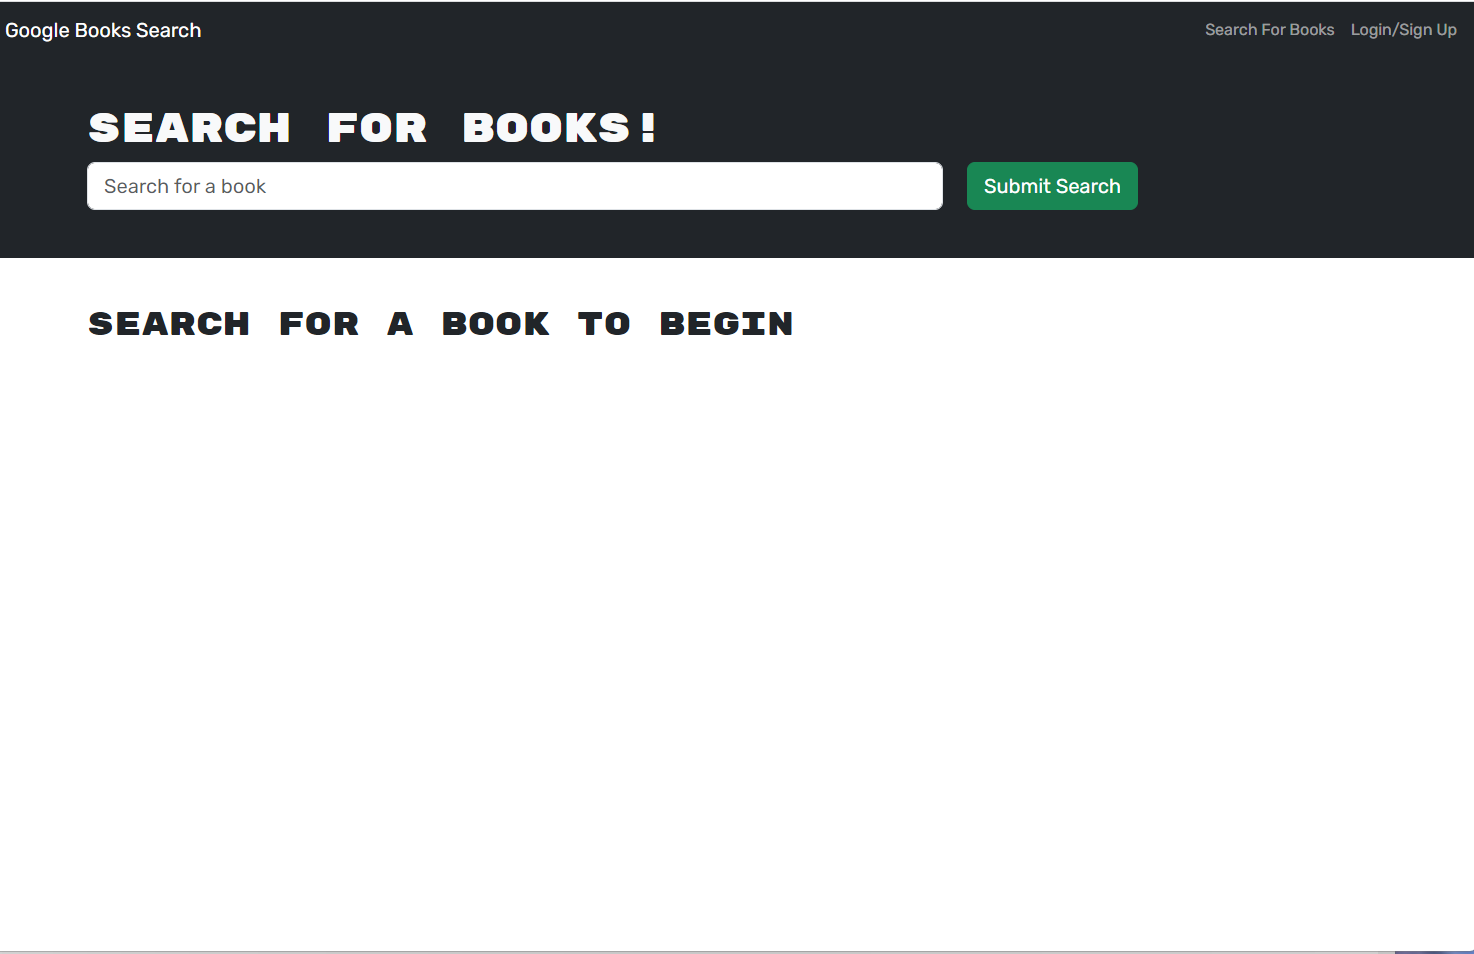 Google Books Search
Search For Books Login/Sign Up
SEARCH FOR BOOKS!
Search for a book
Submit Search
SEARCH FOR A BOOK TO BEGIN